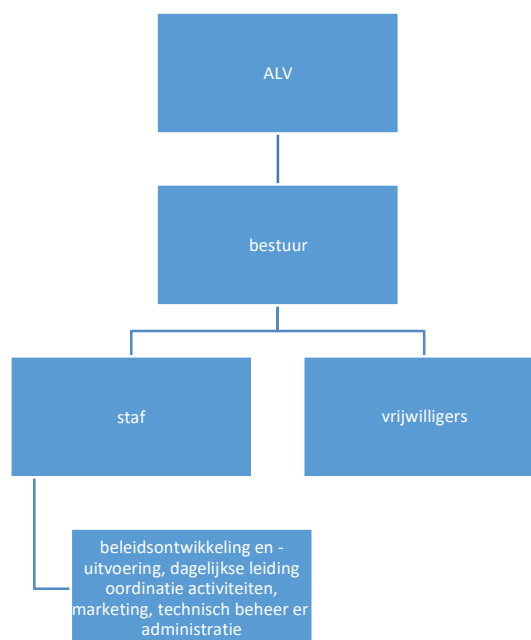 ALV
bestuur
staf
vrijwilligers
beleidsontwikkeling en -
uitvoering, dagelijkse leiding
oordinatie activiteiten,
marketing, technisch beheer er
administratie